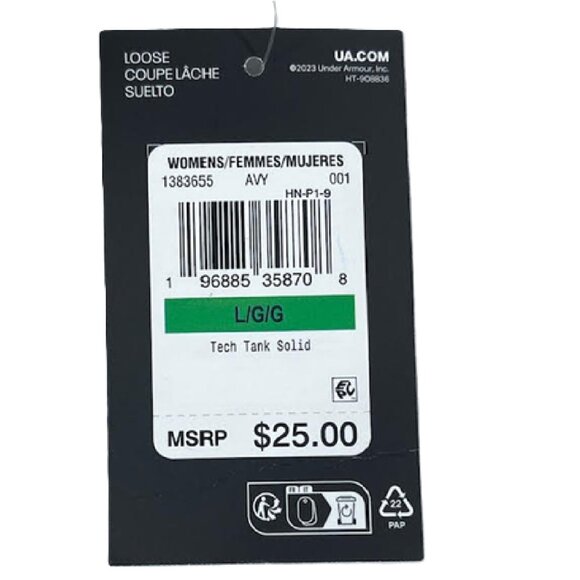 LOOSE
COUPE LÂCHE
SUELTO
UA.COM
©2023 Under Armour, Inc.
HT-908836
WOMENS/FEMMES/MUJERES
1383655 AVY 001
HN-P1-9
1 96885 35870 8
L/G/G
Tech Tank Solid
MSRP $25.00
22
PAP